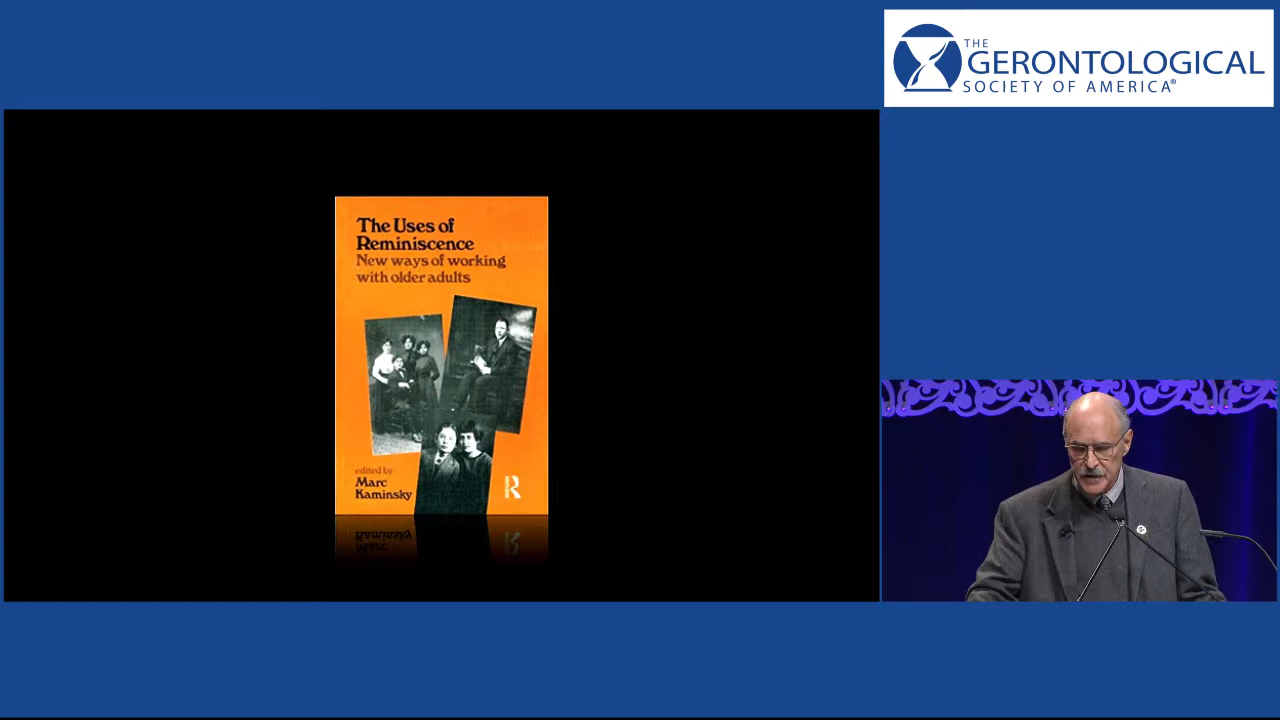 THE
GERONTOLOGICAL
SOCIETY OF AMERICA®
The Uses of
Reminiscence
New ways of working
with older adults
edited by
Marc
Kaminsky
R